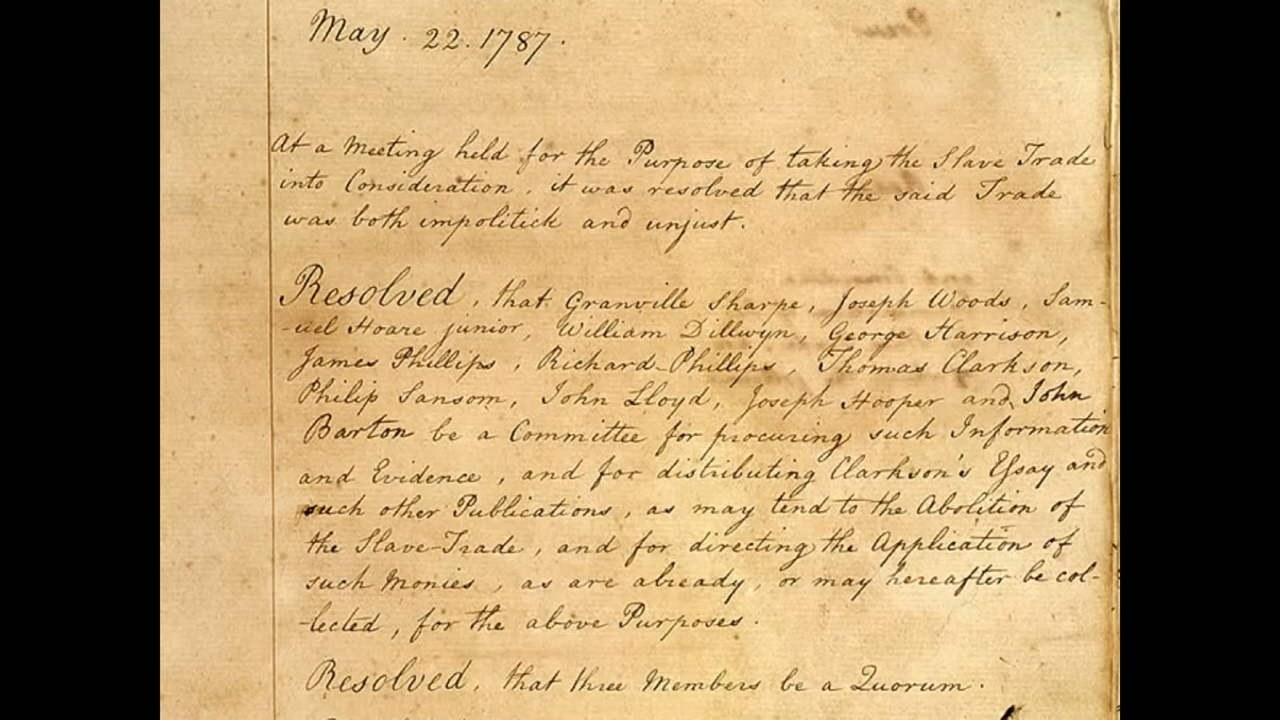 May. 22. 1787.
At a Meeting held for the Purpose of taking the Slave Trade
into Consideration, it was resolved that the said Trade
was both impolitick and unjust.
Resolved, that Granville Sharpe, Joseph Woods, Sam-
-uel Hoare junior, William Dillwyn, George Harrison,
James Phillips, Richard Phillips, Thomas Clarkson,
Philip Sansom, John Lloyd, Joseph Hooper and John
Barton be a Committee for procuring such Information
and Evidence, and for distributing Clarkson's Essay and
such other Publications, as may tend to the Abolition of
the Slave-Trade, and for directing the Application of
such Monies, as are already, or may hereafter be col-
-lected, for the above Purposes.
Resolved, that three Members be a Quorum.